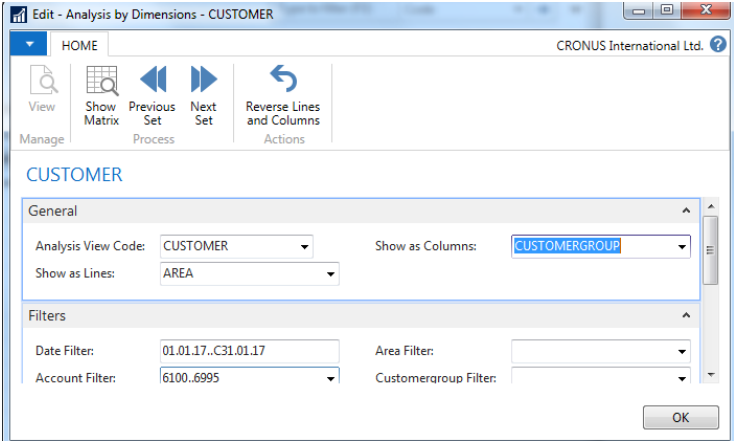 Edit - Analysis by Dimensions - CUSTOMER
HOME
CRONUS International Ltd.
View
Show Matrix
Previous Set
Next Set
Reverse Lines and Columns
Manage
Process
Actions
CUSTOMER
General
Analysis View Code: CUSTOMER Show as Columns: CUSTOMERGROUP
Show as Lines: AREA
Filters
Date Filter: 01.01.17..C31.01.17 Area Filter:
Account Filter: 6100..6995 Customergroup Filter:
OK